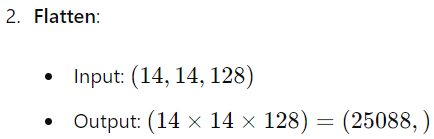 2. Flatten:
• Input: (14, 14, 128)
• Output: (14 × 14 × 128) = (25088, )